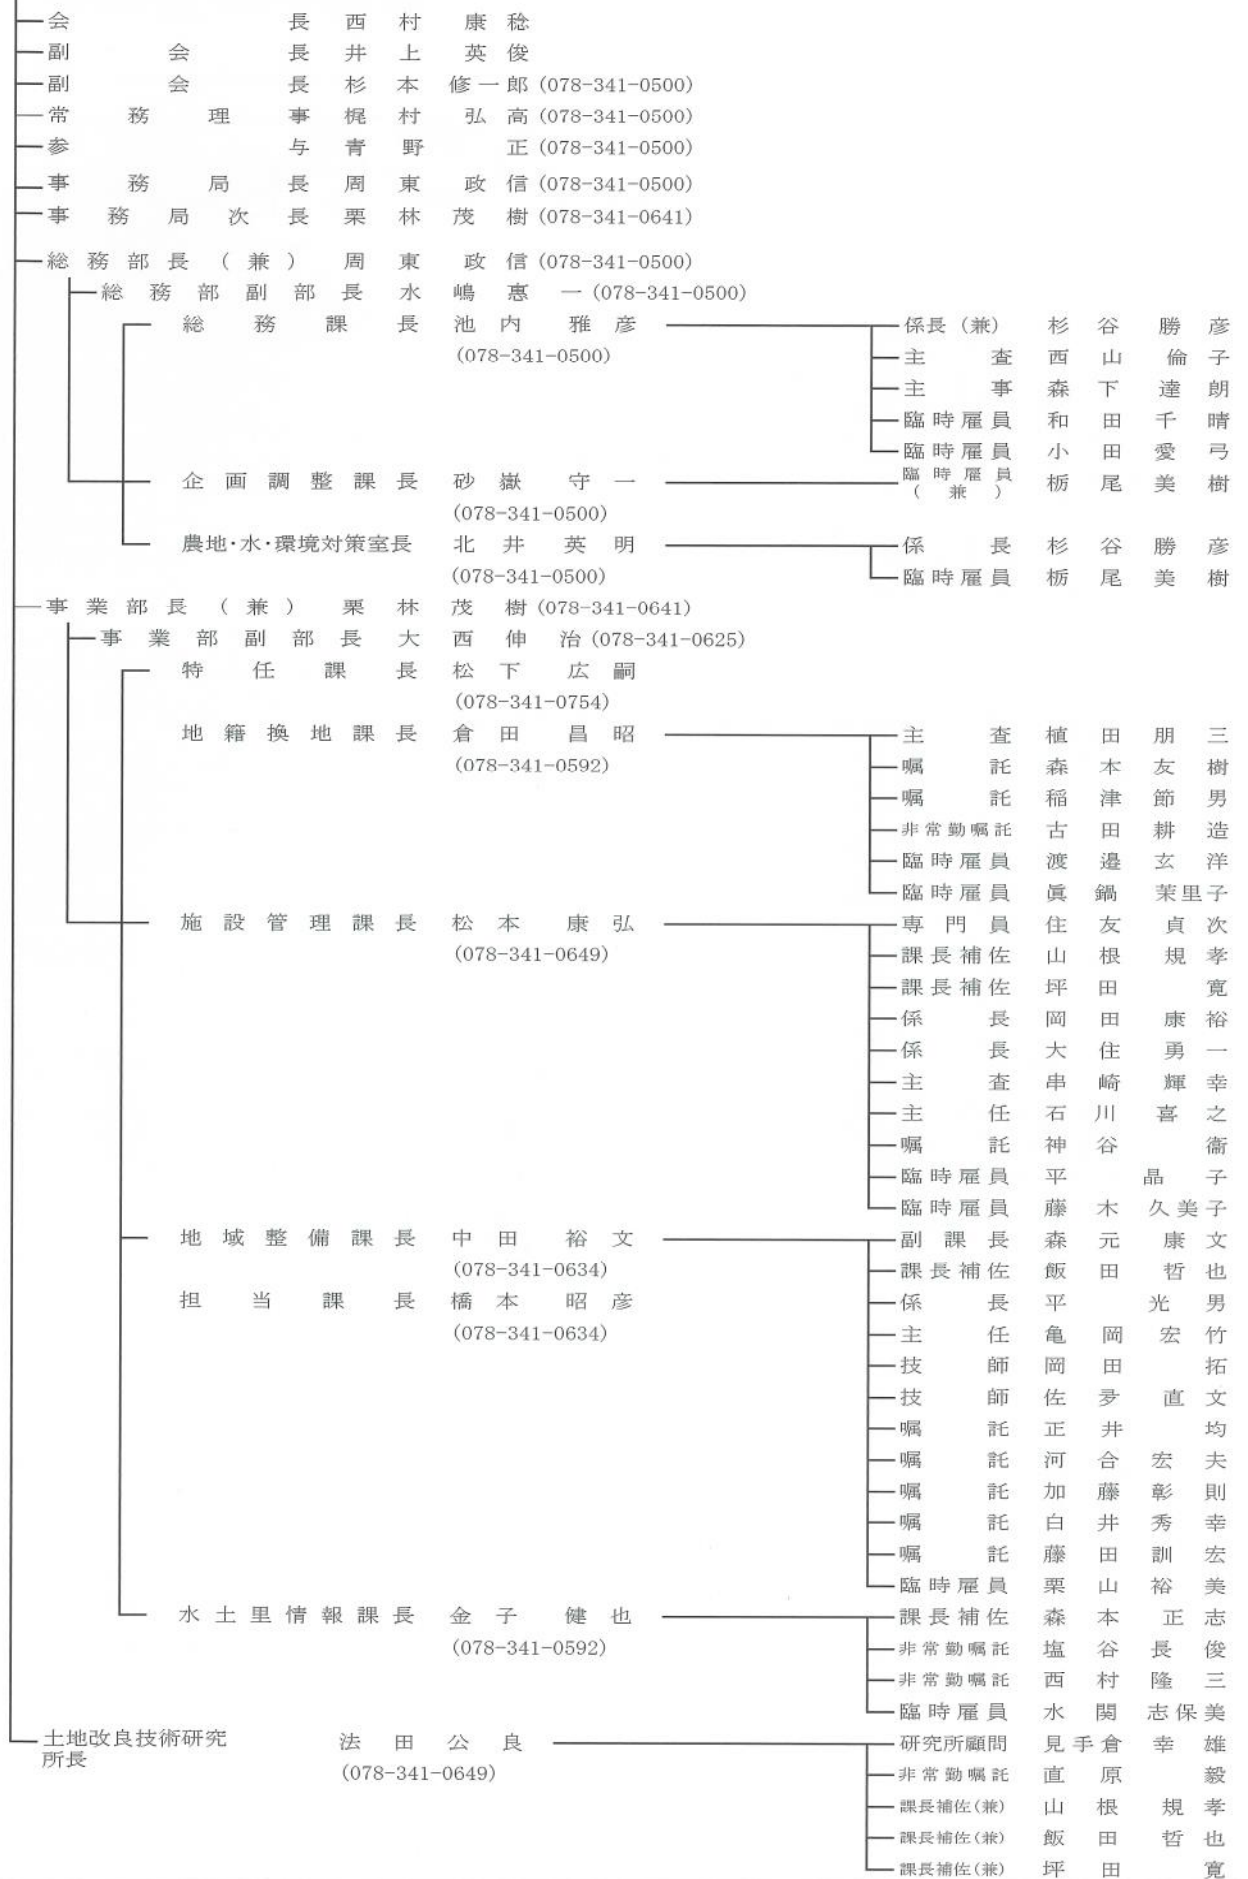 会長 西村康稔
副会長 井上英俊
副会長 杉本修一郎 (078-341-0500)
常務理事 梶村弘高 (078-341-0500)
参与 青野正 (078-341-0500)
事務局長 周東政信 (078-341-0500)
事務局次長 栗林茂樹 (078-341-0641)
総務部長（兼） 周東政信 (078-341-0500)
総務部副部長 水嶋惠一 (078-341-0500)
総務課長 池内雅彦 係長（兼） 杉谷勝彦
(078-341-0500) 主査 西山倫子
主事 森下達朗
臨時雇員 和田千晴
臨時雇員 小田愛弓
企画調整課長 砂嶽守一 臨時雇員（兼） 栃尾美樹
(078-341-0500)
農地・水・環境対策室長 北井英明 係長 杉谷勝彦
(078-341-0500) 臨時雇員 栃尾美樹
事業部長（兼） 栗林茂樹 (078-341-0641)
事業部副部長 大西伸治 (078-341-0625)
特任課長 松下広嗣
(078-341-0754)
地籍換地課長 倉田昌昭 主査 植田朋三
(078-341-0592) 嘱託 森本友樹
嘱託 稲津節男
非常勤嘱託 古田耕造
臨時雇員 渡邉玄洋
臨時雇員 眞鍋茉里子
施設管理課長 松本康弘 専門員 住友貞次
(078-341-0649) 課長補佐 山根規孝
課長補佐 坪田寛
係長 岡田康裕
係長 大住勇一
主査 串崎輝幸
主任 石川喜之
嘱託 神谷衞
臨時雇員 平晶子
臨時雇員 藤木久美子
地域整備課長 中田裕文 副課長 森元康文
(078-341-0634) 課長補佐 飯田哲也
担当課長 橋本昭彦 係長 平光男
(078-341-0634) 主任 亀岡宏竹
技師 岡田拓
技師 佐夛直文
嘱託 正井均
嘱託 河合宏夫
嘱託 加藤彰則
嘱託 白井秀幸
嘱託 藤田訓宏
臨時雇員 栗山裕美
水土里情報課長 金子健也 課長補佐 森本正志
(078-341-0592) 非常勤嘱託 塩谷長俊
非常勤嘱託 西村隆三
臨時雇員 水関志保美
土地改良技術研究所長 法田公良 研究所顧問 見手倉幸雄
(078-341-0649) 非常勤嘱託 直原毅
課長補佐（兼） 山根規孝
課長補佐（兼） 飯田哲也
課長補佐（兼） 坪田寛